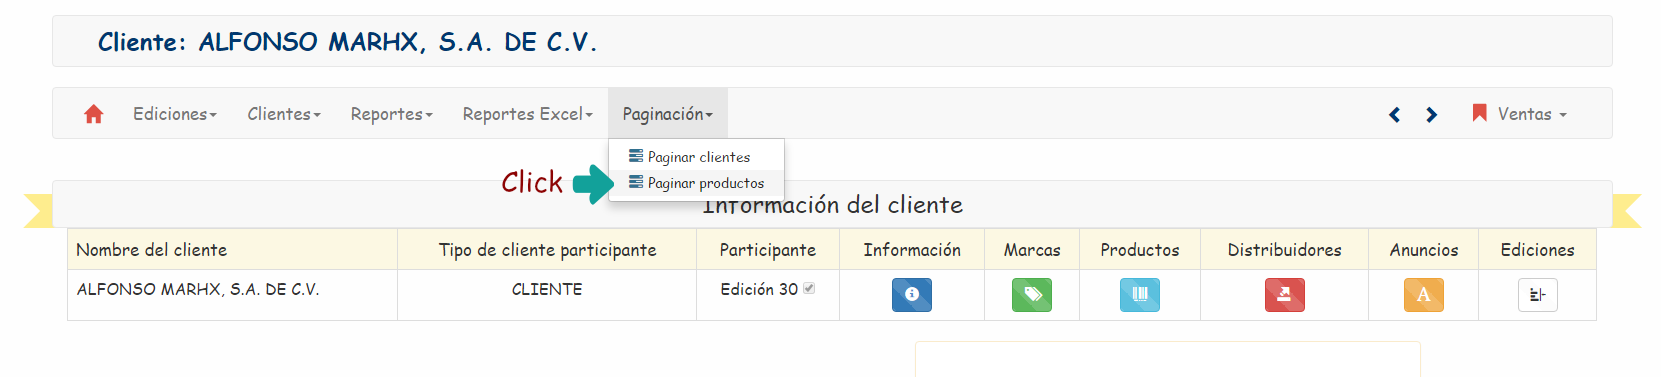 Cliente: ALFONSO MARHX, S.A. DE C.V.
Ediciones Clientes Reportes Reportes Excel Paginación Ventas
Paginar clientes
Click Paginar productos
Información del cliente
Nombre del cliente Tipo de cliente participante Participante Información Marcas Productos Distribuidores Anuncios Ediciones
ALFONSO MARHX, S.A. DE C.V. CLIENTE Edición 30 A